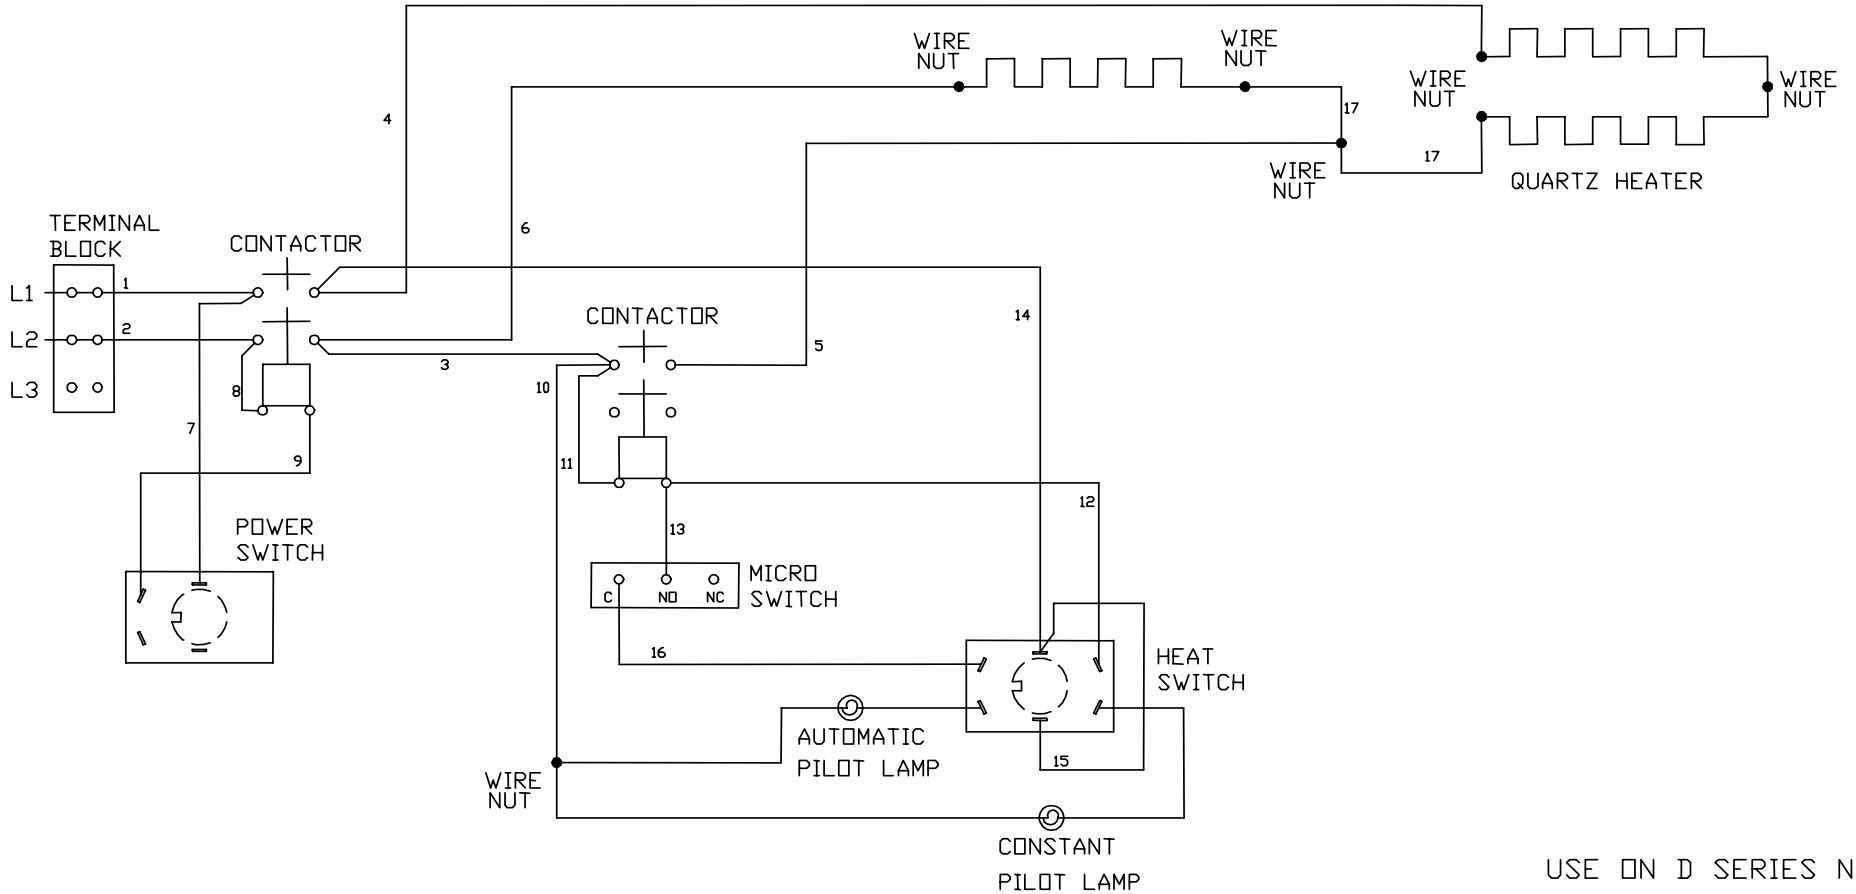 WIRE
NUT
WIRE
NUT
WIRE
NUT
WIRE
NUT
4
17
17
WIRE
NUT
QUARTZ HEATER
TERMINAL
BLOCK
CONTACTOR
6
L1
1
L2
2
L3
CONTACTOR
14
5
3
8
10
7
9
11
12
13
POWER
SWITCH
MICRO
SWITCH
C
NO
NC
16
HEAT
SWITCH
AUTOMATIC
PILOT LAMP
15
WIRE
NUT
CONSTANT
PILOT LAMP
USE ON D SERIES N